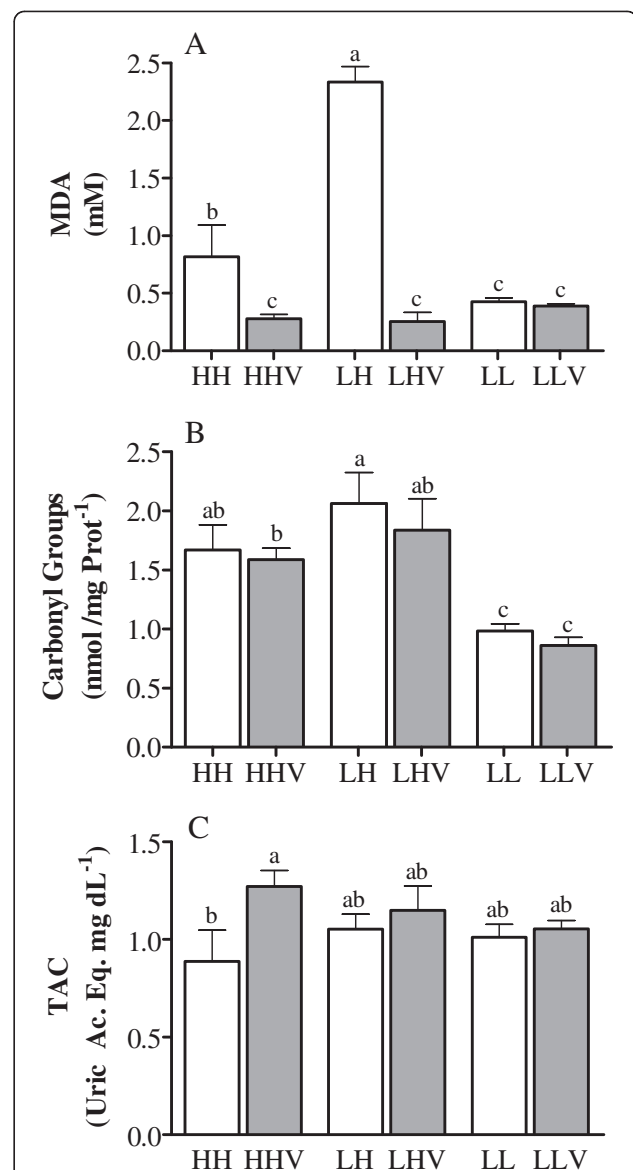 A
MDA
(mM)
2.5
2.0
1.5
1.0
0.5
0.0
b
c
a
c
c
c
HH HHV LH LHV LL LLV
B
Carbonyl Groups
(nmol /mg Prot⁻¹)
2.5
2.0
1.5
1.0
0.5
0.0
ab
b
a
ab
c
c
HH HHV LH LHV LL LLV
C
TAC
(Uric Ac. Eq. mg dL⁻¹)
1.5
1.0
0.5
0.0
b
a
ab
ab
ab
ab
HH HHV LH LHV LL LLV